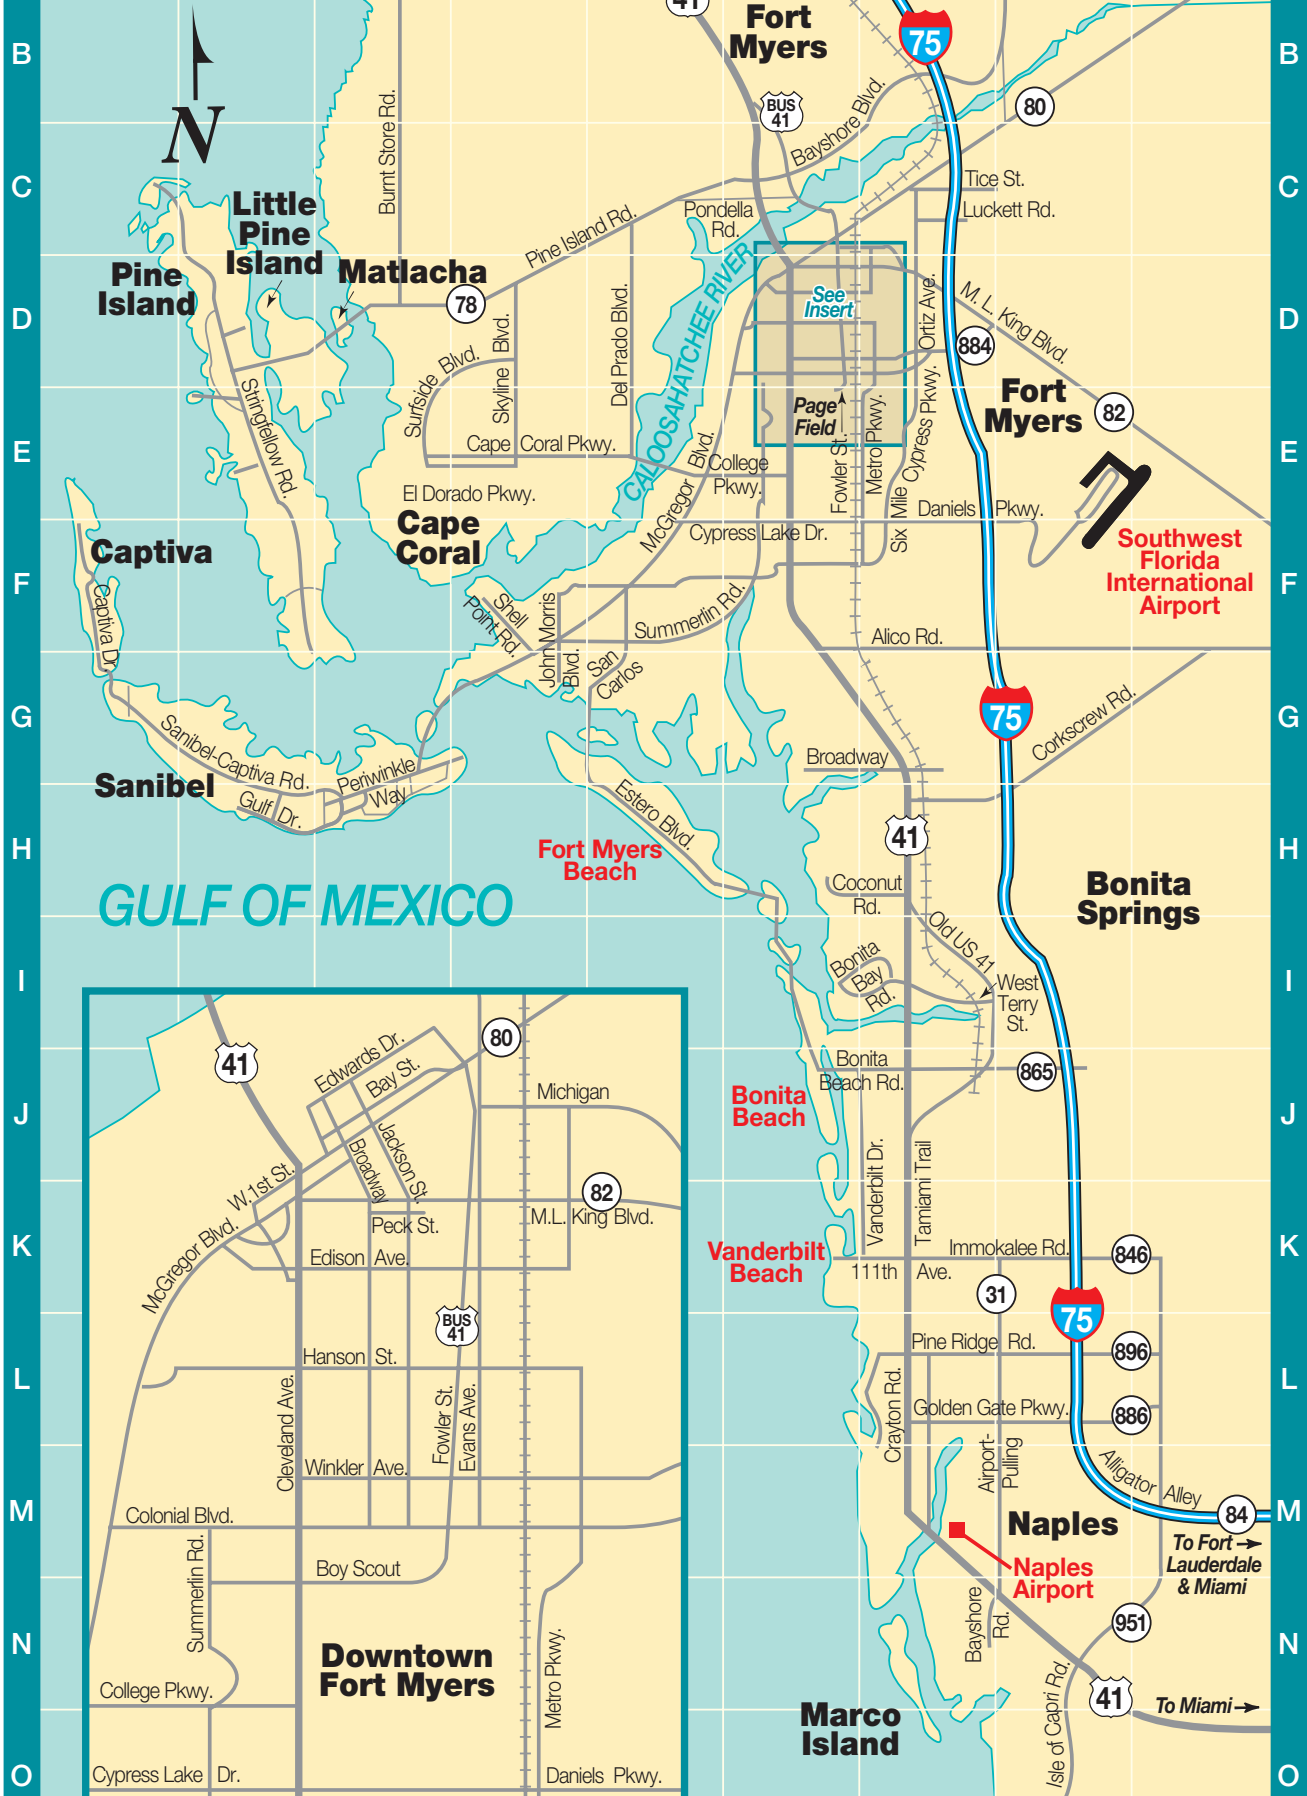 B
B
41
Fort
Myers
75
BUS
41
Bayshore Blvd.
80
N
Burnt Store Rd.
C
C
Tice St.
Luckett Rd.
Little
Pine
Island
Pine
Island
Matlacha
78
Pine Island Rd.
Pondella
Rd.
D
D
See
Insert
Ortiz Ave.
M. L. King Blvd.
884
CALOOSAHATCHEE RIVER
Del Prado Blvd.
Skyline Blvd.
Surfside Blvd.
Stringfellow Rd.
Fort
Myers
82
Page
Field
E
E
Cape Coral Pkwy.
McGregor Blvd.
College
Pkwy.
Fowler St.
Metro Pkwy.
Six Mile Cypress Pkwy.
El Dorado Pkwy.
Daniels Pkwy.
Cape
Coral
Cypress Lake Dr.
Captiva
Captiva Dr.
Southwest
Florida
International
Airport
F
F
Shell
Point Rd.
John Morris
Blvd.
Summerlin Rd.
San
Carlos
Alico Rd.
G
G
75
Corkscrew Rd.
Sanibel-Captiva Rd.
Broadway
Sanibel
Periwinkle
Way
Gulf Dr.
Estero Blvd.
41
H
H
Fort Myers
Beach
Coconut
Rd.
Bonita
Springs
GULF OF MEXICO
Old US 41
Bonita
Bay
Rd.
West
Terry
St.
I
I
Bonita
Beach Rd.
865
Bonita
Beach
J
J
Vanderbilt Dr.
Tamiami Trail
Vanderbilt
Beach
K
K
Immokalee Rd.
846
111th Ave.
31
75
Pine Ridge Rd.
896
L
L
Crayton Rd.
Golden Gate Pkwy.
886
Airport-
Pulling
Alligator Alley
M
M
84
Naples
To Fort
Lauderdale
& Miami
Naples
Airport
Bayshore
Rd.
951
N
N
Isle of Capri Rd.
41
To Miami
Marco
Island
O
O
41
80
Edwards Dr.
Bay St.
Michigan
Jackson St.
Broadway
W.1st St.
82
M.L. King Blvd.
Peck St.
McGregor Blvd.
Edison Ave.
BUS
41
Hanson St.
Cleveland Ave.
Fowler St.
Evans Ave.
Winkler Ave.
Colonial Blvd.
Summerlin Rd.
Boy Scout
Downtown
Fort Myers
Metro Pkwy.
College Pkwy.
Cypress Lake Dr.
Daniels Pkwy.